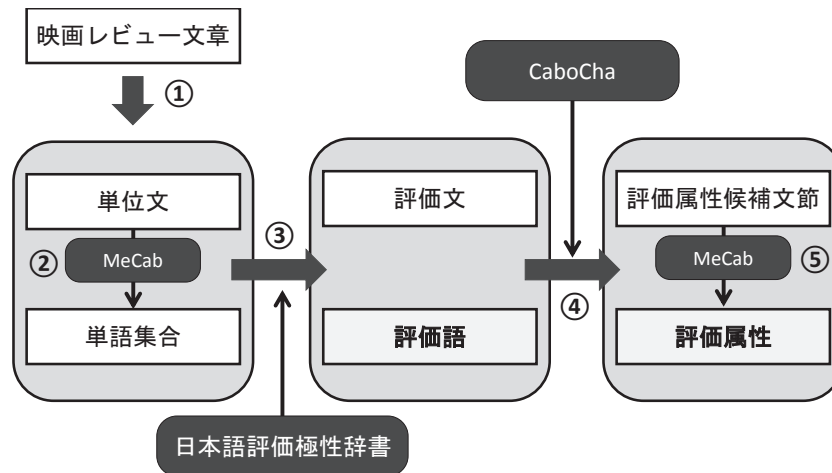 映画レビュー文章
①
CaboCha
単位文
② MeCab
単語集合
③
評価文
評価語
④
評価属性候補文節
MeCab ⑤
評価属性
日本語評価極性辞書